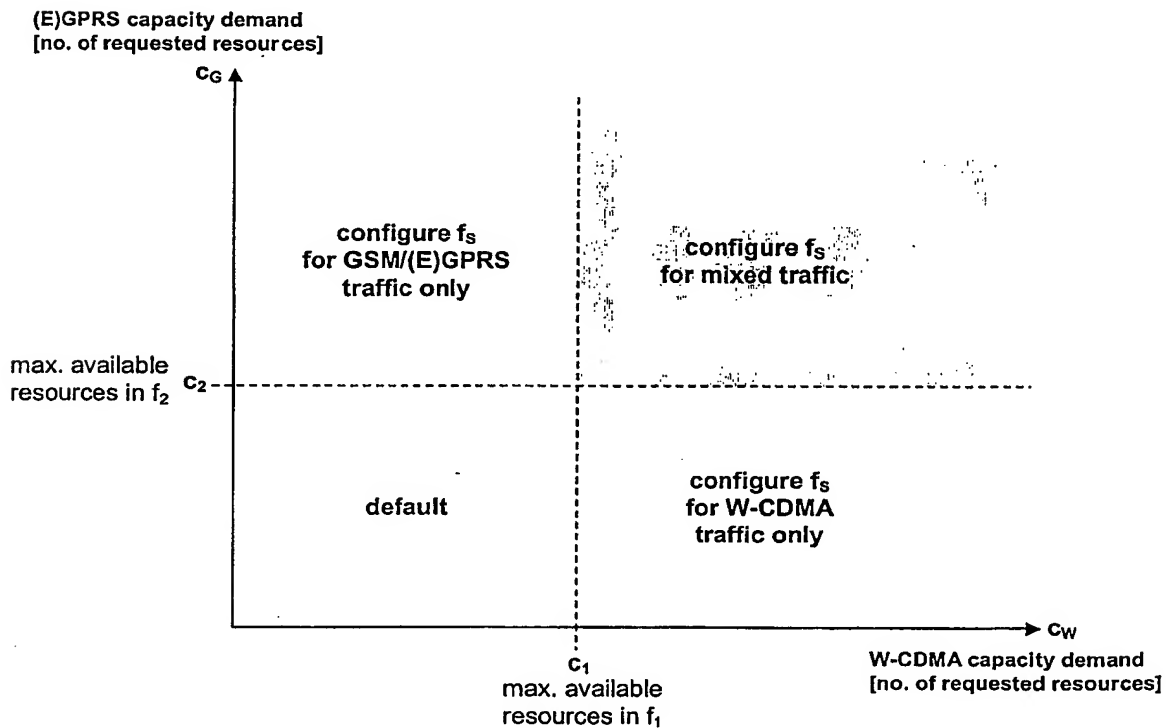 (E)GPRS capacity demand
[no. of requested resources]
cG
configure fS
for GSM/(E)GPRS
traffic only
configure fS
for mixed traffic
max. available
resources in f2
c2
default
configure fS
for W-CDMA
traffic only
cW
c1
max. available
resources in f1
W-CDMA capacity demand
[no. of requested resources]